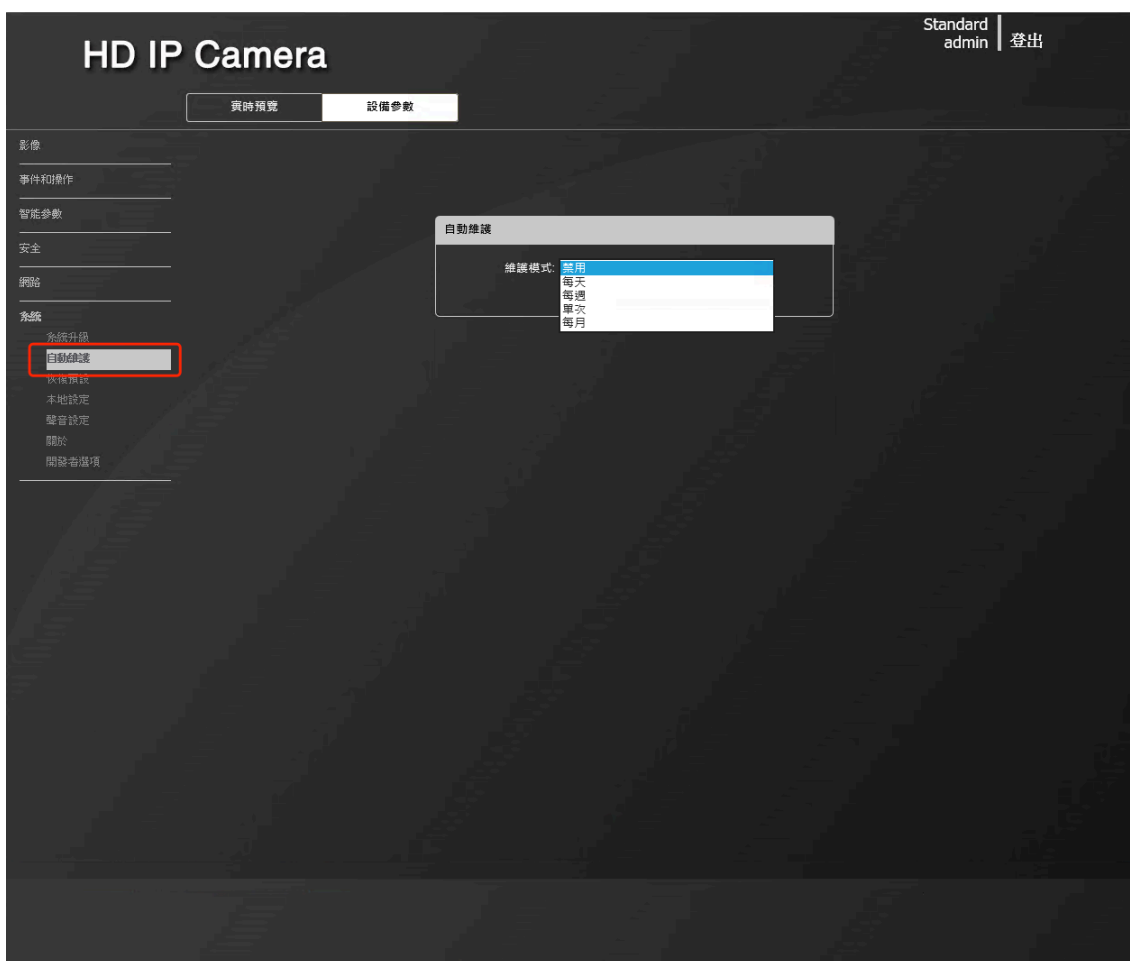 Standard
HD IP Camera
admin
登出
實時預覽
設備參數
影像
事件和操作
智能參數
安全
網路
系統
系統升級
自動維護
恢復預設
本地設定
聲音設定
關於
開發者選項
自動維護
維護模式:
禁用
每天
每週
單次
每月